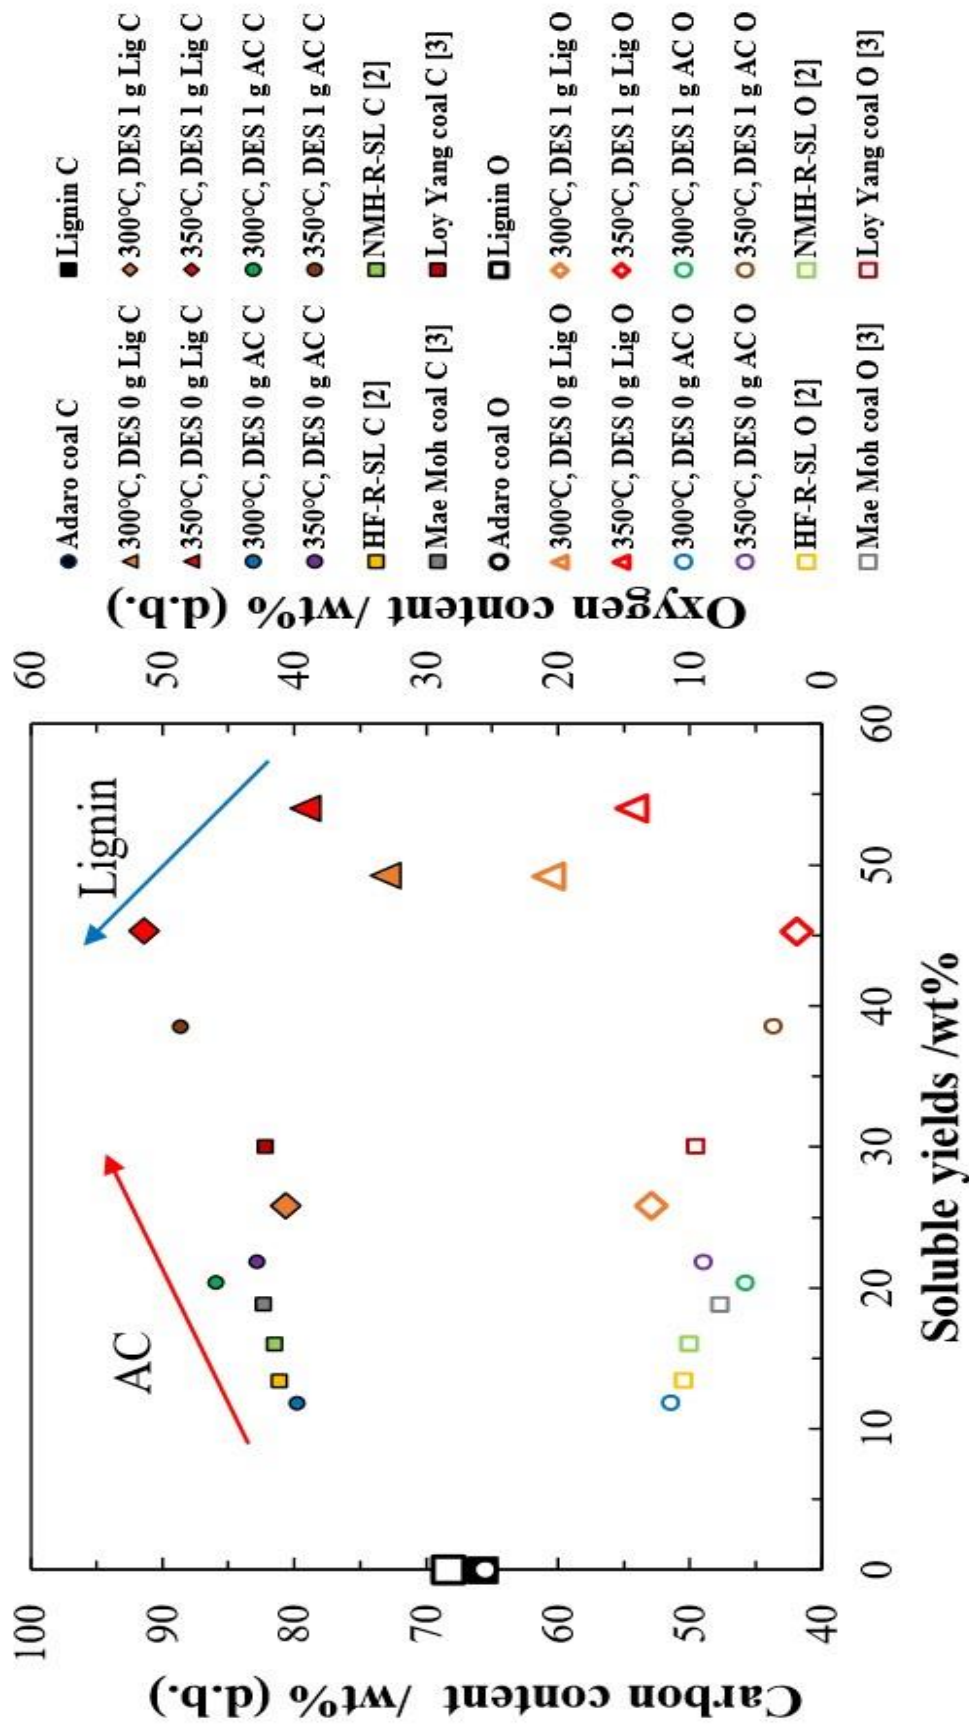 Carbon content /wt% (d.b.)
100
90
80
70
60
50
40
AC
Lignin
60
50
40
30
20
10
0
Oxygen content /wt% (d.b.)
0
10
20
30
40
50
60
Soluble yields /wt%
Adaro coal C
Lignin C
300°C, DES 0 g Lig C
300°C, DES 1 g Lig C
350°C, DES 0 g Lig C
350°C, DES 1 g Lig C
300°C, DES 0 g AC C
300°C, DES 1 g AC C
350°C, DES 0 g AC C
350°C, DES 1 g AC C
HF-R-SL C [2]
NMH-R-SL C [2]
Mae Moh coal C [3]
Loy Yang coal C [3]
Adaro coal O
Lignin O
300°C, DES 0 g Lig O
300°C, DES 1 g Lig O
350°C, DES 0 g Lig O
350°C, DES 1 g Lig O
300°C, DES 0 g AC O
300°C, DES 1 g AC O
350°C, DES 0 g AC O
350°C, DES 1 g AC O
HF-R-SL O [2]
NMH-R-SL O [2]
Mae Moh coal O [3]
Loy Yang coal O [3]